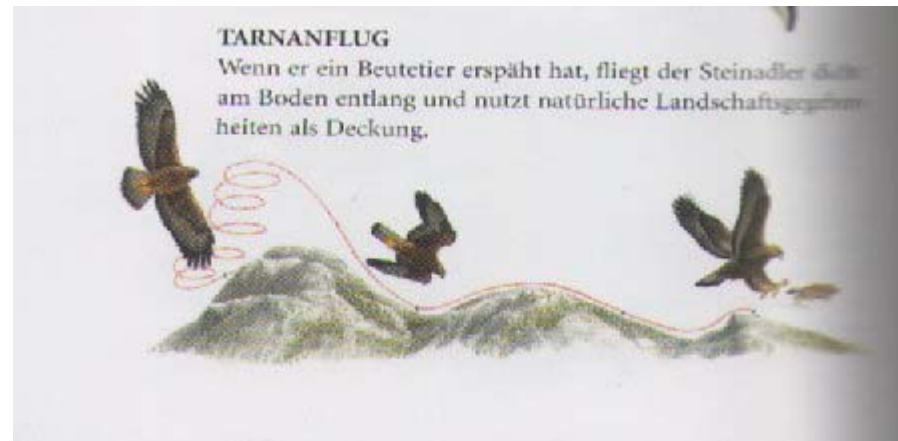 TARNANFLUG
Wenn er ein Beutetier erspäht hat, fliegt der Steinadler
am Boden entlang und nutzt natürliche
heiten als Deckung.